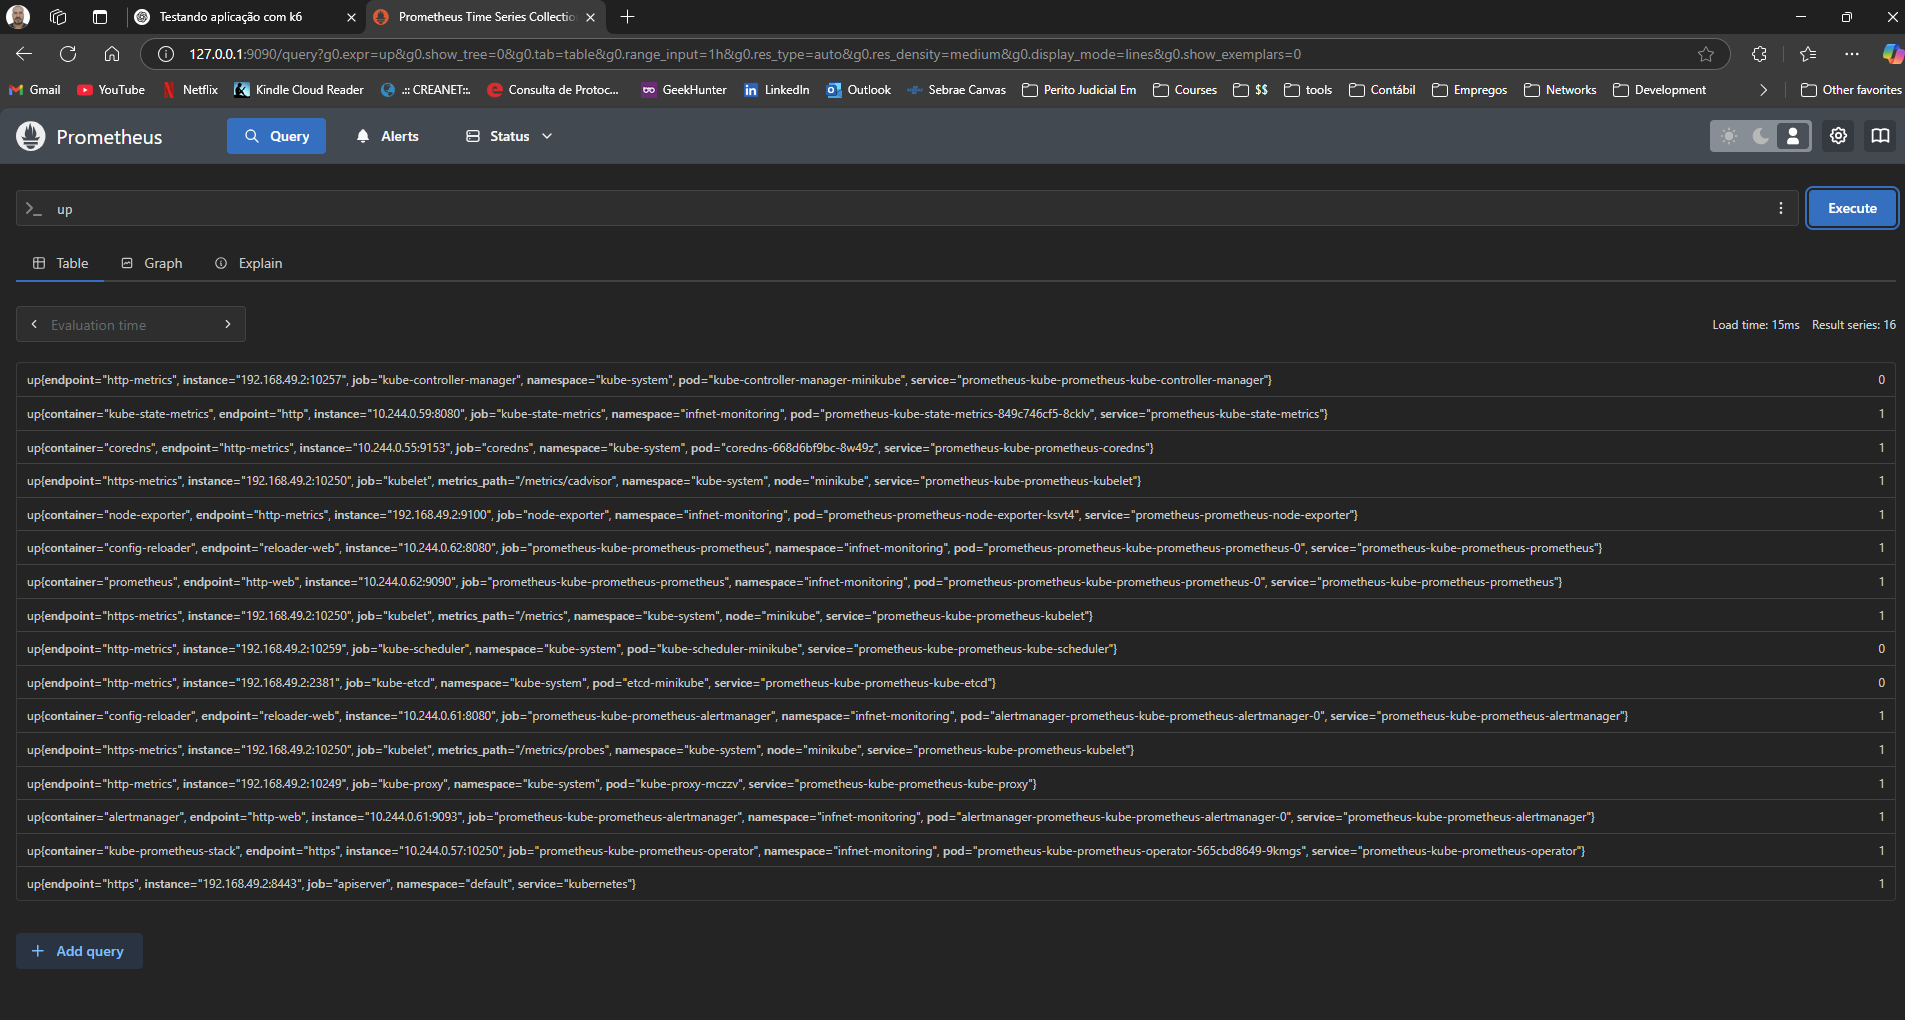 Testando aplicação com k6
Prometheus Time Series Collectio
127.0.0.1:9090/query?g0.expr=up&g0.show_tree=0&g0.tab=table&g0.range_input=1h&g0.res_type=auto&g0.res_density=medium&g0.display_mode=lines&g0.show_exemplars=0
Gmail YouTube Netflix Kindle Cloud Reader .:: CREANET::. Consulta de Protoc... GeekHunter LinkedIn Outlook Sebrae Canvas Perito Judicial Em Courses $$ tools Contábil Empregos Networks Development Other favorites
Prometheus Query Alerts Status
>_ up Execute
Table Graph Explain
Evaluation time Load time: 15ms Result series: 16
up{endpoint="http-metrics", instance="192.168.49.2:10257", job="kube-controller-manager", namespace="kube-system", pod="kube-controller-manager-minikube", service="prometheus-kube-prometheus-kube-controller-manager"} 0
up{container="kube-state-metrics", endpoint="http", instance="10.244.0.59:8080", job="kube-state-metrics", namespace="infnet-monitoring", pod="prometheus-kube-state-metrics-849c746cf5-8cklv", service="prometheus-kube-state-metrics"} 1
up{container="coredns", endpoint="http-metrics", instance="10.244.0.55:9153", job="coredns", namespace="kube-system", pod="coredns-668d6bf9bc-8w49z", service="prometheus-kube-prometheus-coredns"} 1
up{endpoint="https-metrics", instance="192.168.49.2:10250", job="kubelet", metrics_path="/metrics/cadvisor", namespace="kube-system", node="minikube", service="prometheus-kube-prometheus-kubelet"} 1
up{container="node-exporter", endpoint="http-metrics", instance="192.168.49.2:9100", job="node-exporter", namespace="infnet-monitoring", pod="prometheus-prometheus-node-exporter-ksvt4", service="prometheus-prometheus-node-exporter"} 1
up{container="config-reloader", endpoint="reloader-web", instance="10.244.0.62:8080", job="prometheus-kube-prometheus-prometheus", namespace="infnet-monitoring", pod="prometheus-prometheus-kube-prometheus-prometheus-0", service="prometheus-kube-prometheus-prometheus"} 1
up{container="prometheus", endpoint="http-web", instance="10.244.0.62:9090", job="prometheus-kube-prometheus-prometheus", namespace="infnet-monitoring", pod="prometheus-prometheus-kube-prometheus-prometheus-0", service="prometheus-kube-prometheus-prometheus"} 1
up{endpoint="https-metrics", instance="192.168.49.2:10250", job="kubelet", metrics_path="/metrics", namespace="kube-system", node="minikube", service="prometheus-kube-prometheus-kubelet"} 1
up{endpoint="http-metrics", instance="192.168.49.2:10259", job="kube-scheduler", namespace="kube-system", pod="kube-scheduler-minikube", service="prometheus-kube-prometheus-kube-scheduler"} 0
up{endpoint="http-metrics", instance="192.168.49.2:2381", job="kube-etcd", namespace="kube-system", pod="etcd-minikube", service="prometheus-kube-prometheus-kube-etcd"} 0
up{container="config-reloader", endpoint="reloader-web", instance="10.244.0.61:8080", job="prometheus-kube-prometheus-alertmanager", namespace="infnet-monitoring", pod="alertmanager-prometheus-kube-prometheus-alertmanager-0", service="prometheus-kube-prometheus-alertmanager"} 1
up{endpoint="https-metrics", instance="192.168.49.2:10250", job="kubelet", metrics_path="/metrics/probes", namespace="kube-system", node="minikube", service="prometheus-kube-prometheus-kubelet"} 1
up{endpoint="http-metrics", instance="192.168.49.2:10249", job="kube-proxy", namespace="kube-system", pod="kube-proxy-mczzv", service="prometheus-kube-prometheus-kube-proxy"} 1
up{container="alertmanager", endpoint="http-web", instance="10.244.0.61:9093", job="prometheus-kube-prometheus-alertmanager", namespace="infnet-monitoring", pod="alertmanager-prometheus-kube-prometheus-alertmanager-0", service="prometheus-kube-prometheus-alertmanager"} 1
up{container="kube-prometheus-stack", endpoint="https", instance="10.244.0.57:10250", job="prometheus-kube-prometheus-operator", namespace="infnet-monitoring", pod="prometheus-kube-prometheus-operator-565cbd8649-9kmgs", service="prometheus-kube-prometheus-operator"} 1
up{endpoint="https", instance="192.168.49.2:8443", job="apiserver", namespace="default", service="kubernetes"} 1
Add query